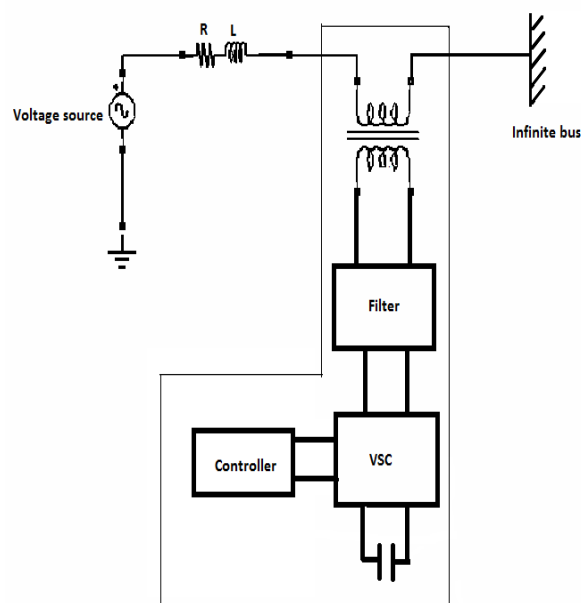 R L
Voltage source
Infinite bus
Filter
VSC
Controller